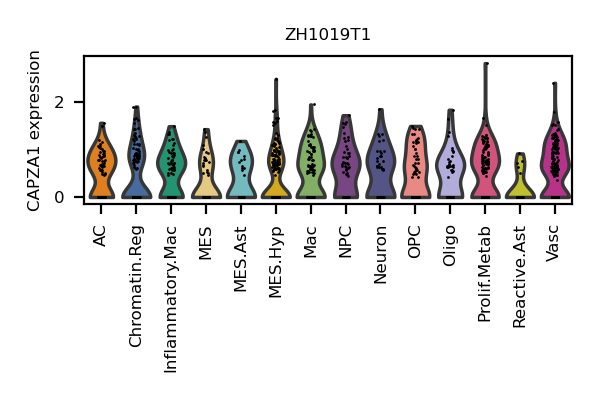 ZH1019T1
CAPZA1 expression
2
0
AC
Chromatin.Reg
Inflammatory.Mac
MES
MES.Ast
MES.Hyp
Mac
NPC
Neuron
OPC
Oligo
Prolif.Metab
Reactive.Ast
Vasc